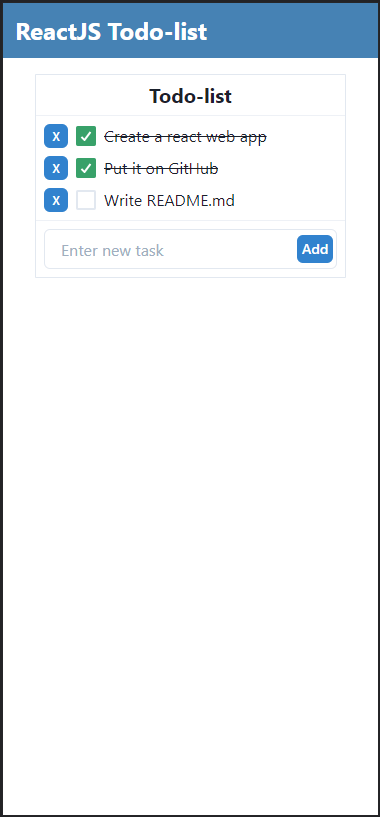 ReactJS Todo-list
Todo-list
X Create a react web app
X Put it on GitHub
X Write README.md
Enter new task Add